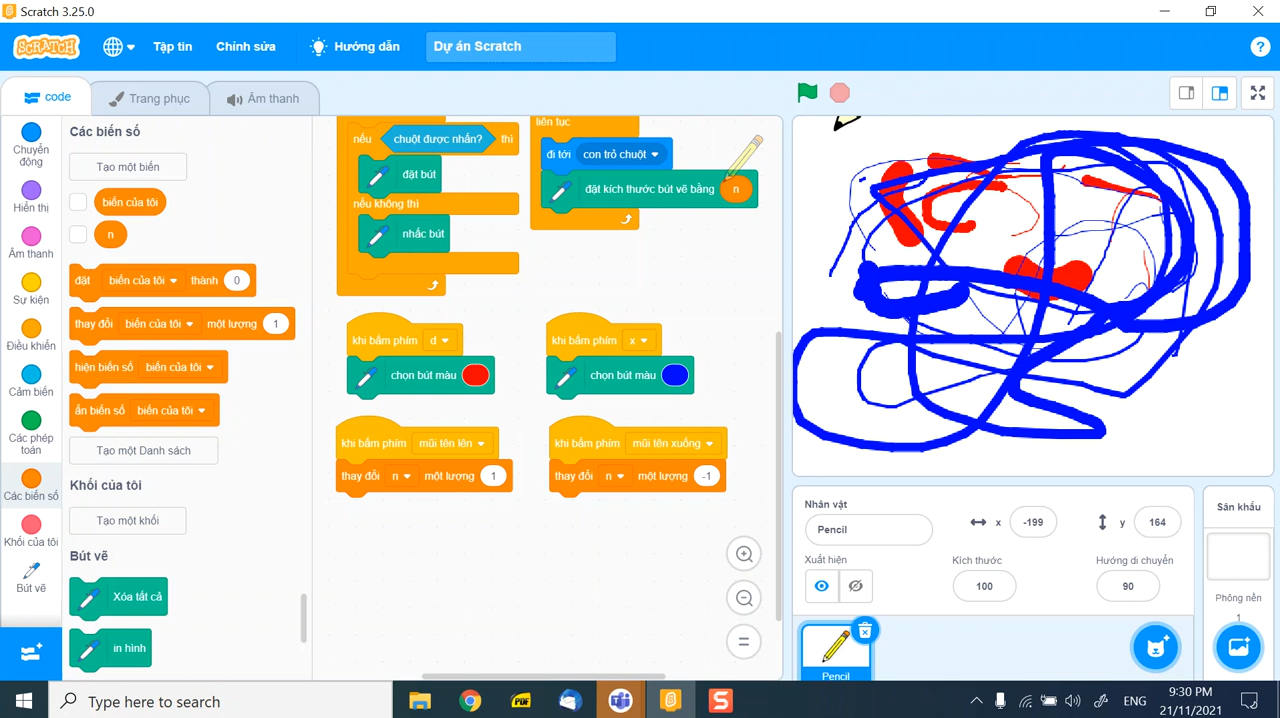 Scratch 3.25.0
SCRATCH
Tập tin
Chỉnh sửa
Hướng dẫn
Dự án Scratch
?
code
Trang phục
Âm thanh
Chuyển
động
Hiển thị
Âm thanh
Sự kiện
Điều khiển
Cảm biến
Các phép
toán
Các biến số
Khối của tôi
Bút vẽ
Các biến số
Tạo một biến
biến của tôi
n
đặt biến của tôi thành 0
thay đổi biến của tôi một lượng 1
hiện biến số biến của tôi
ẩn biến số biến của tôi
Tạo một Danh sách
Khối của tôi
Tạo một khối
Bút vẽ
Xóa tất cả
in hình
nếu chuột được nhấn? thì
đặt bút
nếu không thì
nhấc bút
liên tục
đi tới con trỏ chuột
đặt kích thước bút vẽ bằng n
khi bấm phím d
chọn bút màu
khi bấm phím x
chọn bút màu
khi bấm phím mũi tên lên
thay đổi n một lượng 1
khi bấm phím mũi tên xuống
thay đổi n một lượng -1
Nhân vật
Pencil
x -199
y 164
Xuất hiện
Kích thước
100
Hướng di chuyển
90
Pencil
Sân khấu
Phông nền
1
Type here to search
PDF
ENG
9:30 PM
21/11/2021